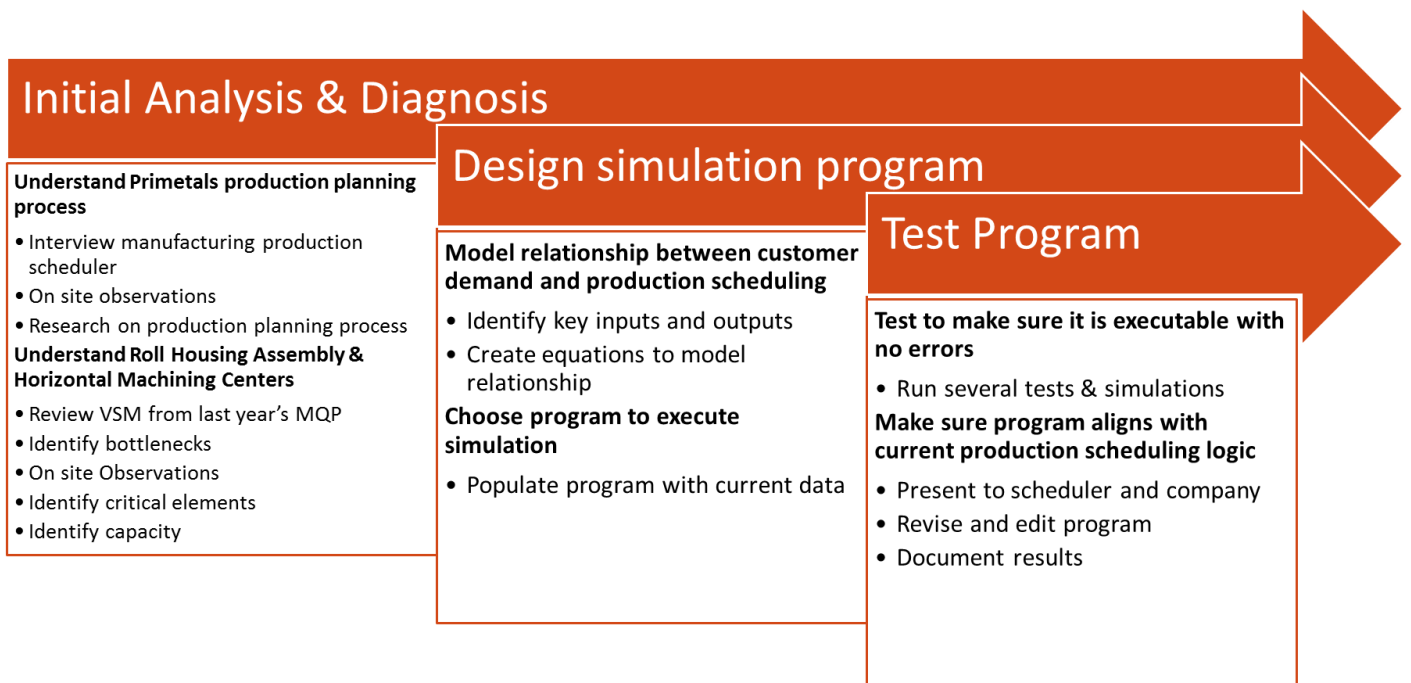 Initial Analysis & Diagnosis
Understand Primetals production planning
process
• Interview manufacturing production
scheduler
• On site observations
• Research on production planning process
Understand Roll Housing Assembly &
Horizontal Machining Centers
• Review VSM from last year's MQP
• Identify bottlenecks
• On site Observations
• Identify critical elements
• Identify capacity
Design simulation program
Model relationship between customer
demand and production scheduling
• Identify key inputs and outputs
• Create equations to model
relationship
Choose program to execute
simulation
• Populate program with current data
Test Program
Test to make sure it is executable with
no errors
• Run several tests & simulations
Make sure program aligns with
current production scheduling logic
• Present to scheduler and company
• Revise and edit program
• Document results